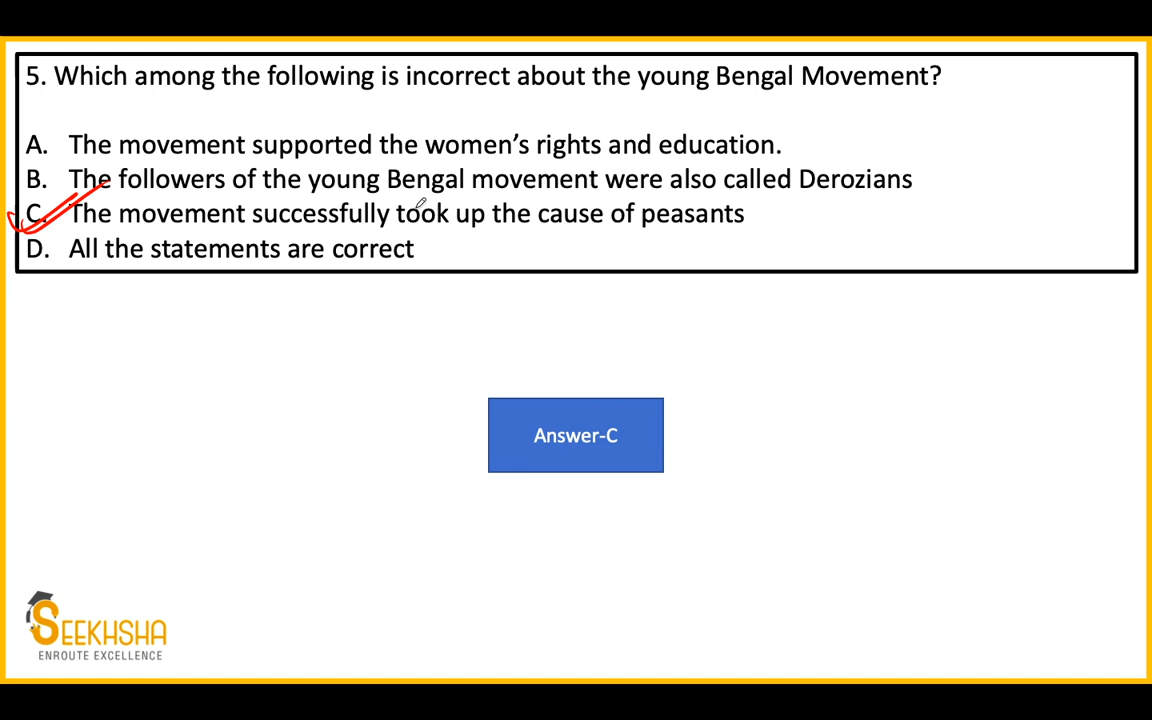 5. Which among the following is incorrect about the young Bengal Movement?
A. The movement supported the women’s rights and education.
B. The followers of the young Bengal movement were also called Derozians
C. The movement successfully took up the cause of peasants
D. All the statements are correct
Answer-C
SEEKHSHA
ENROUTE EXCELLENCE